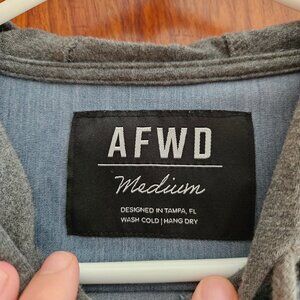 AFWD
Medium
DESIGNED IN TAMPA, FL
WASH COLD | HANG DRY